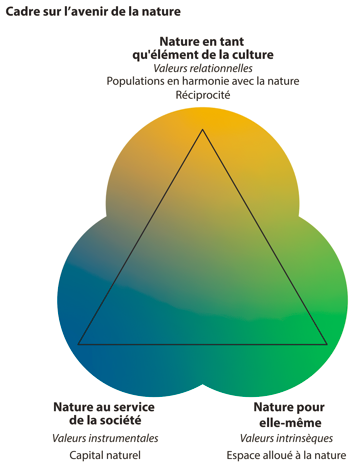 Cadre sur l’avenir de la nature
Nature en tant
qu'élément de la culture
Valeurs relationnelles
Populations en harmonie avec la nature
Réciprocité
Nature au service
de la société
Valeurs instrumentales
Capital naturel
Nature pour
elle-même
Valeurs intrinsèques
Espace alloué à la nature